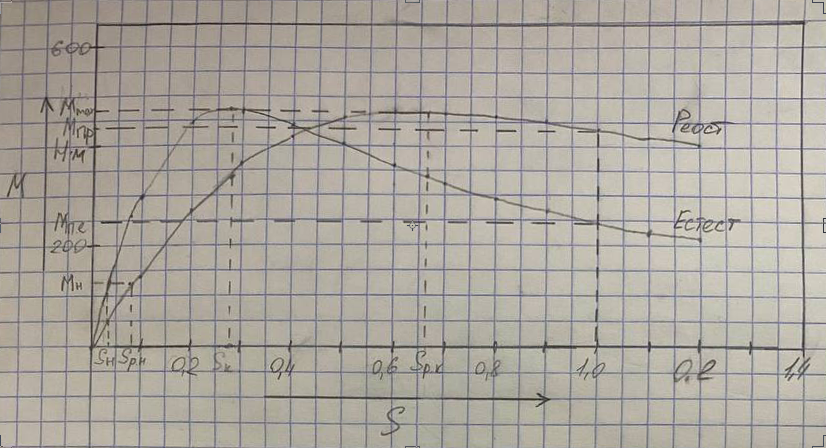 600
Mmax
Mпр
Н·м
M
Mпе
200
Mн
Реост
Естест
Sн Sрн 0,2 Sк 0,4 0,6 Sрк 0,8 1,0 0,2 1,4
S